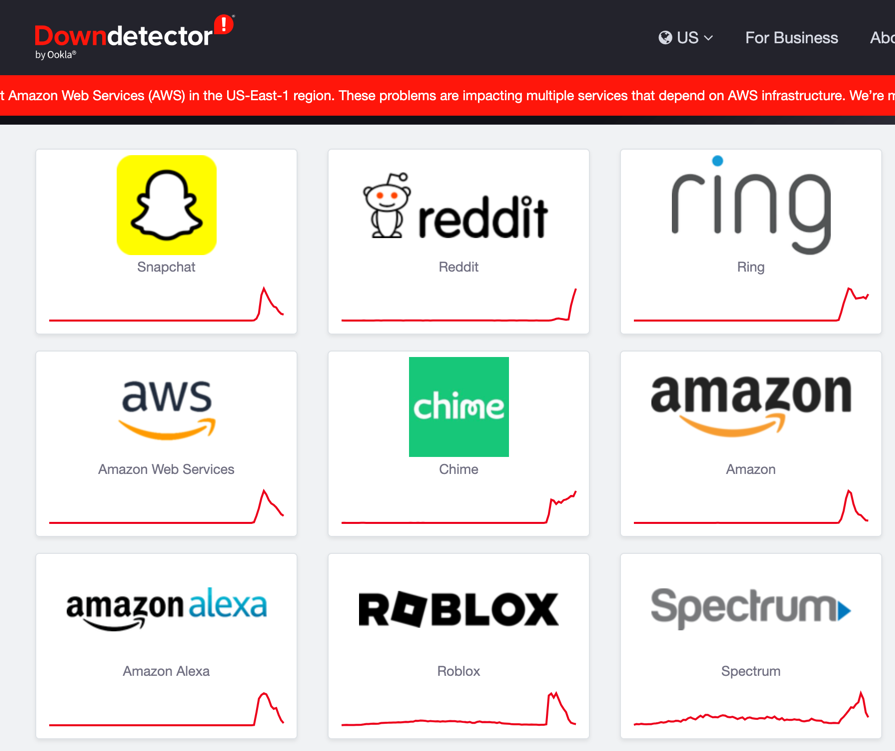 Downdetector!
by Ookla®
US
For Business
t Amazon Web Services (AWS) in the US-East-1 region. These problems are impacting multiple services that depend on AWS infrastructure. We're
Snapchat
reddit
Reddit
ring
Ring
aws
Amazon Web Services
chime
Chime
amazon
Amazon
amazon alexa
Amazon Alexa
ROBLOX
Roblox
Spectrum
Spectrum